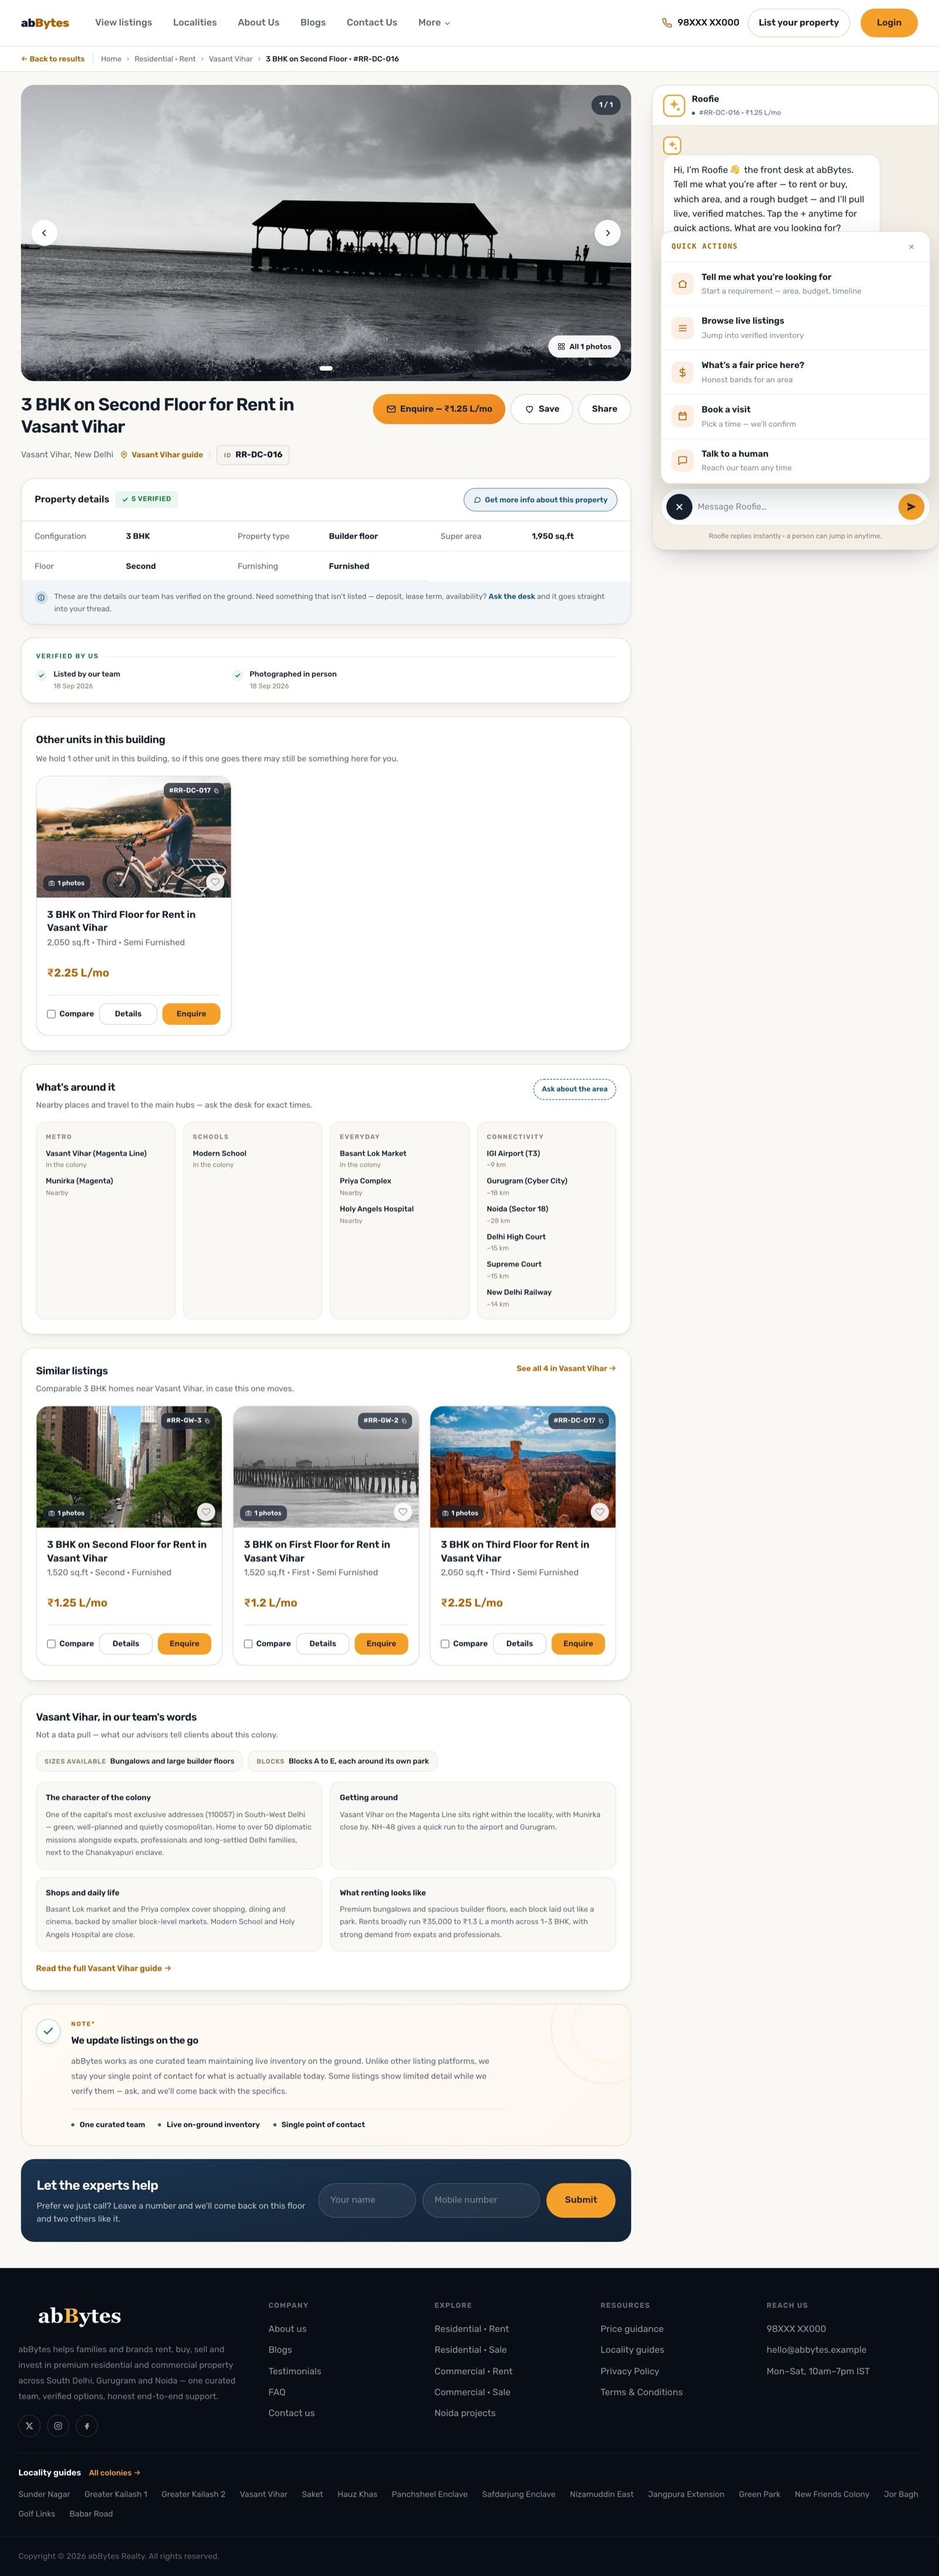 abBytes
View listings
Localities
About Us
Blogs
Contact Us
More
98XXX XX000
List your property
Login
← Back to results
Home › Residential · Rent › Vasant Vihar › 3 BHK on Second Floor · #RR-DC-016
1 / 1
All 1 photos
Roofie
#RR-DC-016 • ₹1.25 L/mo
Hi, I'm Roofie 👋 the front desk at abBytes.
Tell me what you're after — to rent or buy,
which area, and a rough budget — and I'll pull
live, verified matches. Tap the + anytime for
quick actions. What are you looking for?
QUICK ACTIONS
×
Tell me what you're looking for
Start a requirement — area, budget, timeline
Browse live listings
Jump into verified inventory
What's a fair price here?
Honest bands for an area
Book a visit
Pick a time — we'll confirm
Talk to a human
Reach our team any time
Message Roofie…
Roofie replies instantly · a person can jump in anytime.
3 BHK on Second Floor for Rent in
Vasant Vihar
Enquire — ₹1.25 L/mo
Save
Share
Vasant Vihar, New Delhi
Vasant Vihar guide
ID RR-DC-016
Property details
5 VERIFIED
Get more info about this property
Configuration 3 BHK
Property type Builder floor
Super area 1,950 sq.ft
Floor Second
Furnishing Furnished
These are the details our team has verified on the ground. Need something that isn't listed — deposit, lease term, availability? Ask the desk and it goes straight
into your thread.
VERIFIED BY US
Listed by our team
18 Sep 2026
Photographed in person
18 Sep 2026
Other units in this building
We hold 1 other unit in this building, so if this one goes there may still be something here for you.
#RR-DC-017
1 photos
3 BHK on Third Floor for Rent in
Vasant Vihar
2,050 sq.ft • Third • Semi Furnished
₹2.25 L/mo
Compare
Details
Enquire
What's around it
Ask about the area
Nearby places and travel to the main hubs — ask the desk for exact times.
METRO
Vasant Vihar (Magenta Line)
In the colony
Munirka (Magenta)
Nearby
SCHOOLS
Modern School
In the colony
EVERYDAY
Basant Lok Market
In the colony
Priya Complex
Nearby
Holy Angels Hospital
Nearby
CONNECTIVITY
IGI Airport (T3)
~9 km
Gurugram (Cyber City)
~18 km
Noida (Sector 18)
~28 km
Delhi High Court
~15 km
Supreme Court
~15 km
New Delhi Railway
~14 km
Similar listings
See all 4 in Vasant Vihar →
Comparable 3 BHK homes near Vasant Vihar, in case this one moves.
#RR-GW-3
1 photos
3 BHK on Second Floor for Rent in
Vasant Vihar
1,520 sq.ft • Second • Furnished
₹1.25 L/mo
Compare
Details
Enquire
#RR-GW-2
1 photos
3 BHK on First Floor for Rent in
Vasant Vihar
1,520 sq.ft • First • Semi Furnished
₹1.2 L/mo
Compare
Details
Enquire
#RR-DC-017
1 photos
3 BHK on Third Floor for Rent in
Vasant Vihar
2,050 sq.ft • Third • Semi Furnished
₹2.25 L/mo
Compare
Details
Enquire
Vasant Vihar, in our team's words
Not a data pull — what our advisors tell clients about this colony.
SIZES AVAILABLE Bungalows and large builder floors
BLOCKS Blocks A to E, each around its own park
The character of the colony
One of the capital's most exclusive addresses (110057) in South-West Delhi
— green, well-planned and quietly cosmopolitan. Home to over 50 diplomatic
missions alongside expats, professionals and long-settled Delhi families,
next to the Chanakyapuri enclave.
Getting around
Vasant Vihar on the Magenta Line sits right within the locality, with Munirka
close by. NH-48 gives a quick run to the airport and Gurugram.
Shops and daily life
Basant Lok market and the Priya complex cover shopping, dining and
cinema, backed by smaller block-level markets. Modern School and Holy
Angels Hospital are close.
What renting looks like
Premium bungalows and spacious builder floors, each block laid out like a
park. Rents broadly run ₹35,000 to ₹1.3 L a month across 1–3 BHK, with
strong demand from expats and professionals.
Read the full Vasant Vihar guide →
NOTE*
We update listings on the go
abBytes works as one curated team maintaining live inventory on the ground. Unlike other listing platforms, we
stay your single point of contact for what is actually available today. Some listings show limited detail while we
verify them — ask, and we'll come back with the specifics.
One curated team
Live on-ground inventory
Single point of contact
Let the experts help
Prefer we just call? Leave a number and we'll come back on this floor
and two others like it.
Your name
Mobile number
Submit
abBytes
abBytes helps families and brands rent, buy, sell and
invest in premium residential and commercial property
across South Delhi, Gurugram and Noida — one curated
team, verified options, honest end-to-end support.
COMPANY
About us
Blogs
Testimonials
FAQ
Contact us
EXPLORE
Residential · Rent
Residential · Sale
Commercial · Rent
Commercial · Sale
Noida projects
RESOURCES
Price guidance
Locality guides
Privacy Policy
Terms & Conditions
REACH US
98XXX XX000
hello@abbytes.example
Mon–Sat, 10am–7pm IST
Locality guides
All colonies →
Sunder Nagar Greater Kailash 1 Greater Kailash 2 Vasant Vihar Saket Hauz Khas Panchsheel Enclave Safdarjung Enclave Nizamuddin East Jangpura Extension Green Park New Friends Colony Jor Bagh
Golf Links Babar Road
Copyright © 2026 abBytes Realty. All rights reserved.